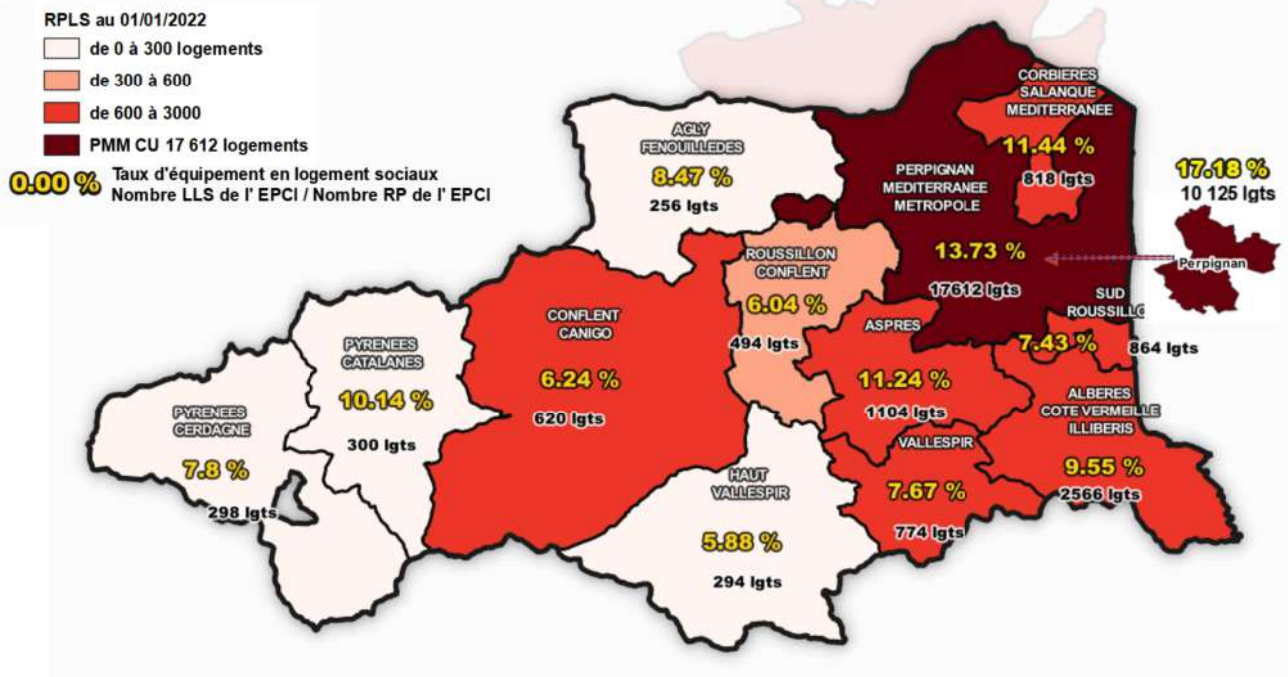 RPLS au 01/01/2022
de 0 à 300 logements
de 300 à 600
de 600 à 3000
PMM CU 17 612 logements
0.00 % Taux d'équipement en logement sociaux
Nombre LLS de l' EPCI / Nombre RP de l' EPCI
CORBIERES
SALANQUE
MEDITERRANEE
11.44 %
818 lgts
AGLY
FENOUILLEDES
8.47 %
256 lgts
PERPIGNAN
MEDITERRANEE
METROPOLE
13.73 %
17612 lgts
17.18 %
10 125 lgts
Perpignan
ROUSSILLON
CONFLENT
6.04 %
494 lgts
SUD
ROUSSILLO
7.43 %
864 lgts
CONFLENT
CANIGO
6.24 %
620 lgts
ASPRES
11.24 %
1104 lgts
PYRENEES
CATALANES
10.14 %
300 lgts
PYRENEES
CERDAGNE
7.8 %
298 lgts
ALBERES
COTE VERMEILLE
ILLIBERIS
9.55 %
2566 lgts
VALLESPIR
7.67 %
774 lgts
HAUT
VALLESPIR
5.88 %
294 lgts